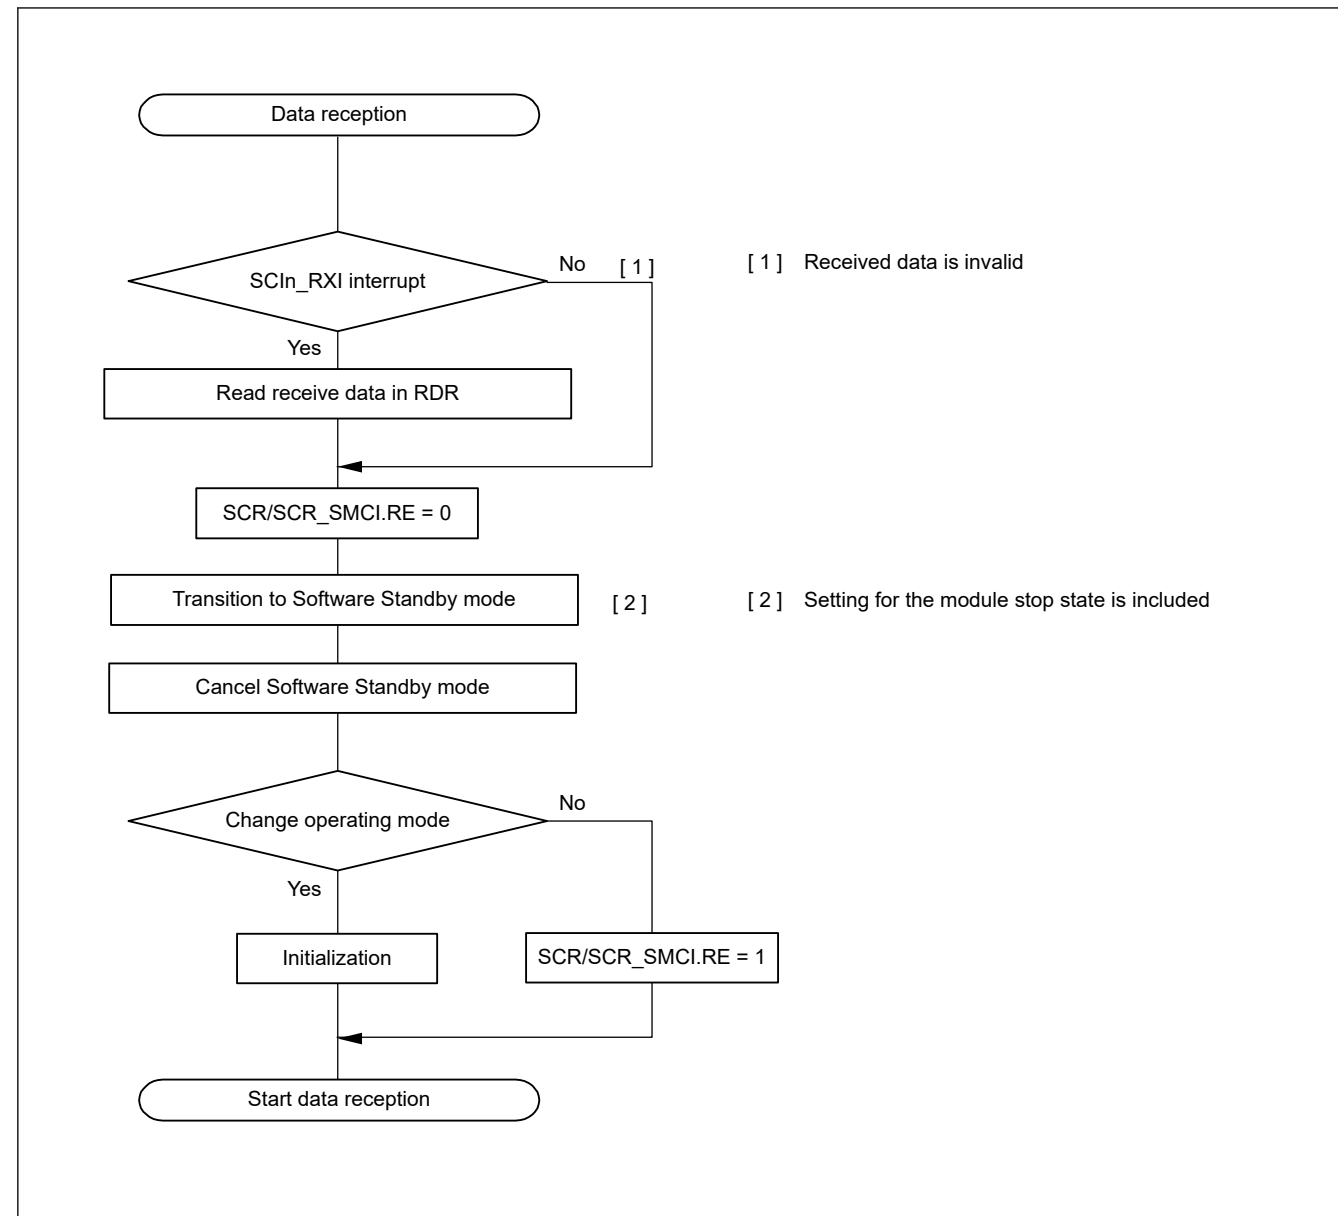 Data reception
SCIn_RXI interrupt
No
[ 1 ]
[ 1 ] Received data is invalid
Yes
Read receive data in RDR
SCR/SCR_SMCI.RE = 0
Transition to Software Standby mode
[ 2 ]
[ 2 ] Setting for the module stop state is included
Cancel Software Standby mode
Change operating mode
No
Yes
Initialization
SCR/SCR_SMCI.RE = 1
Start data reception